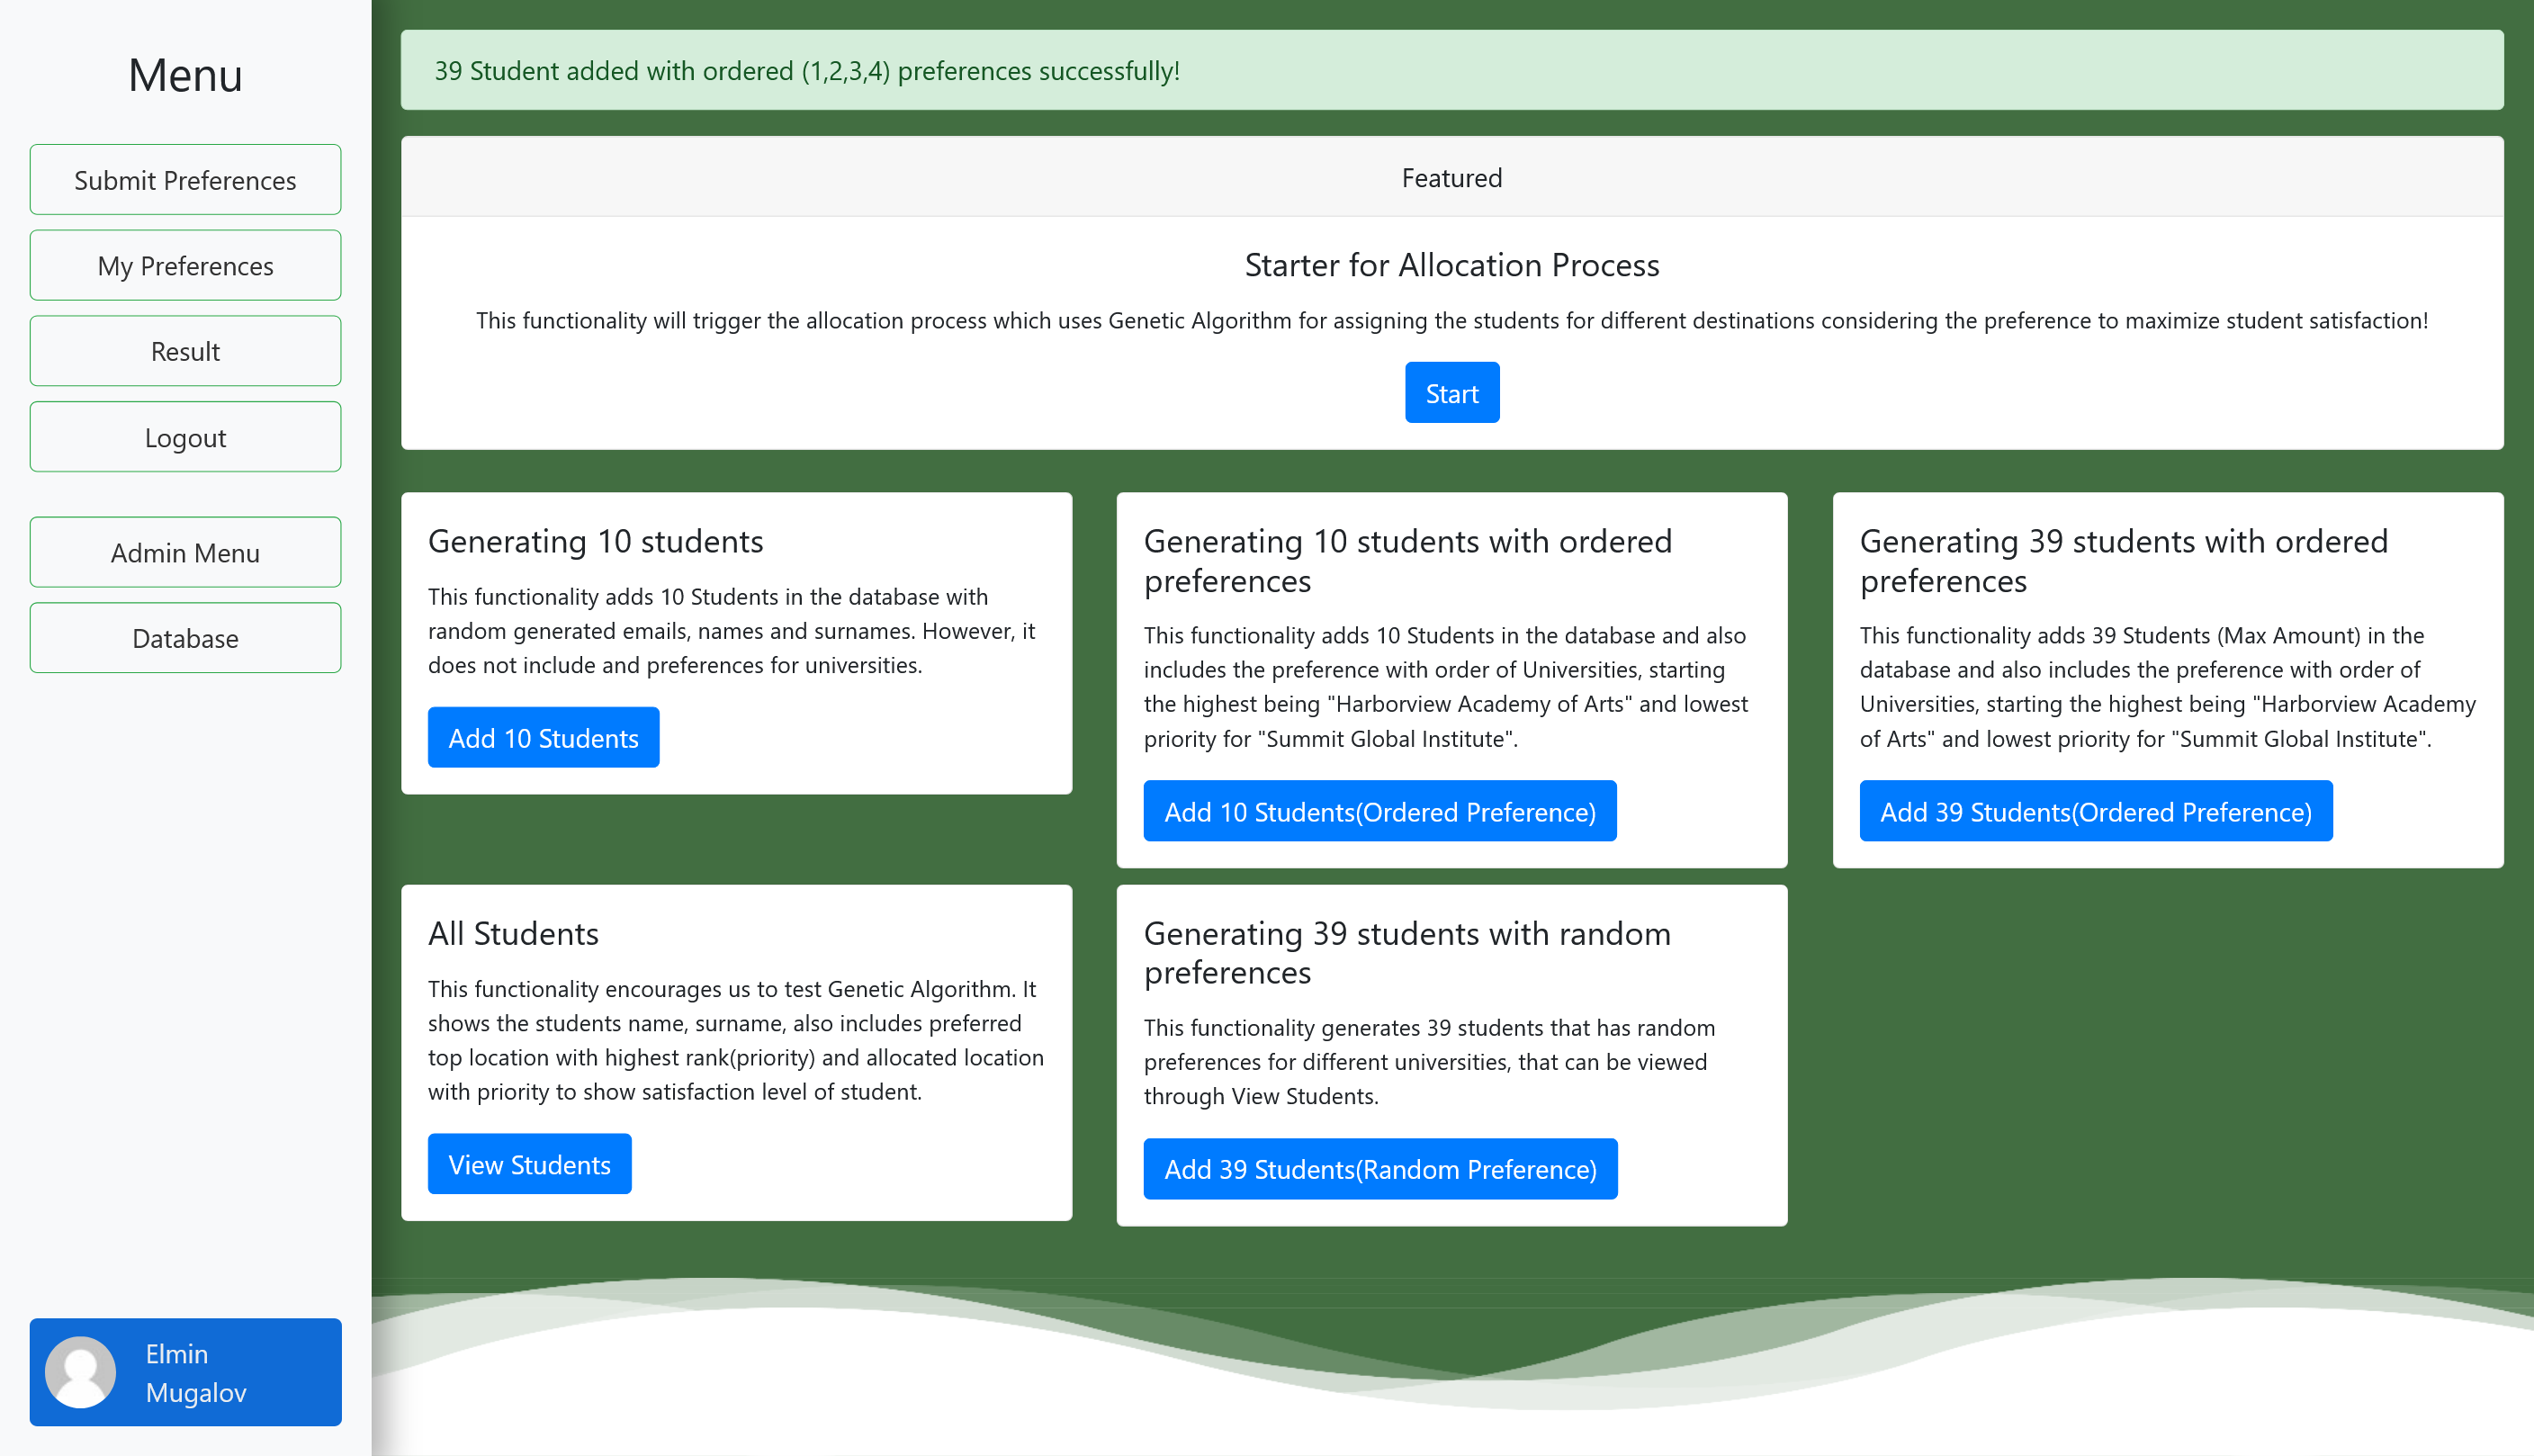 Menu
Submit Preferences
My Preferences
Result
Logout
Admin Menu
Database
Elmin
Mugalov
39 Student added with ordered (1,2,3,4) preferences successfully!
Featured
Starter for Allocation Process
This functionality will trigger the allocation process which uses Genetic Algorithm for assigning the students for different destinations considering the preference to maximize student satisfaction!
Start
Generating 10 students
This functionality adds 10 Students in the database with
random generated emails, names and surnames. However, it
does not include and preferences for universities.
Add 10 Students
Generating 10 students with ordered
preferences
This functionality adds 10 Students in the database and also
includes the preference with order of Universities, starting
the highest being "Harborview Academy of Arts" and lowest
priority for "Summit Global Institute".
Add 10 Students(Ordered Preference)
Generating 39 students with ordered
preferences
This functionality adds 39 Students (Max Amount) in the
database and also includes the preference with order of
Universities, starting the highest being "Harborview Academy
of Arts" and lowest priority for "Summit Global Institute".
Add 39 Students(Ordered Preference)
All Students
This functionality encourages us to test Genetic Algorithm. It
shows the students name, surname, also includes preferred
top location with highest rank(priority) and allocated location
with priority to show satisfaction level of student.
View Students
Generating 39 students with random
preferences
This functionality generates 39 students that has random
preferences for different universities, that can be viewed
through View Students.
Add 39 Students(Random Preference)